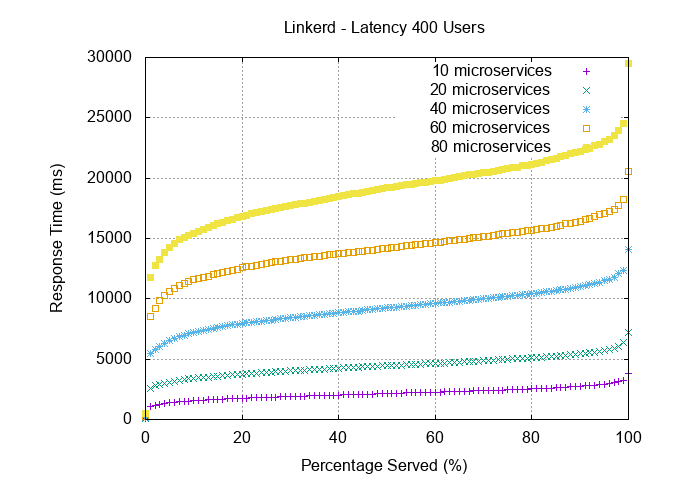 Linkerd - Latency 400 Users
30000
25000
20000
15000
10000
5000
0
Response Time (ms)
10 microservices
20 microservices
40 microservices
60 microservices
80 microservices
0 20 40 60 80 100
Percentage Served (%)